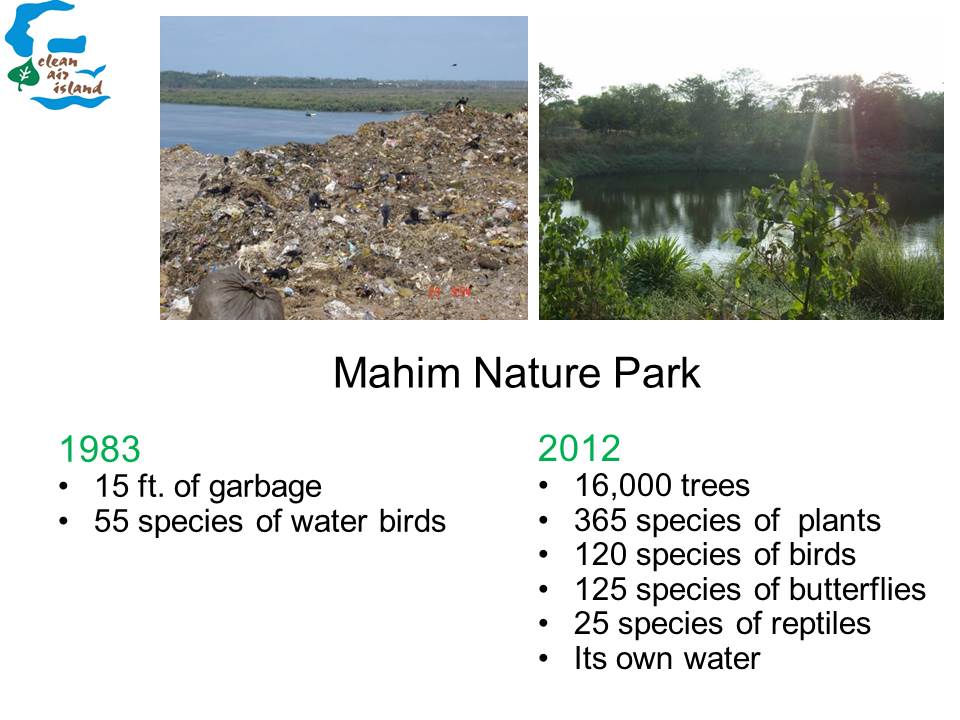 clean
air
island
Mahim Nature Park
1983
• 15 ft. of garbage
• 55 species of water birds
2012
• 16,000 trees
• 365 species of plants
• 120 species of birds
• 125 species of butterflies
• 25 species of reptiles
• Its own water